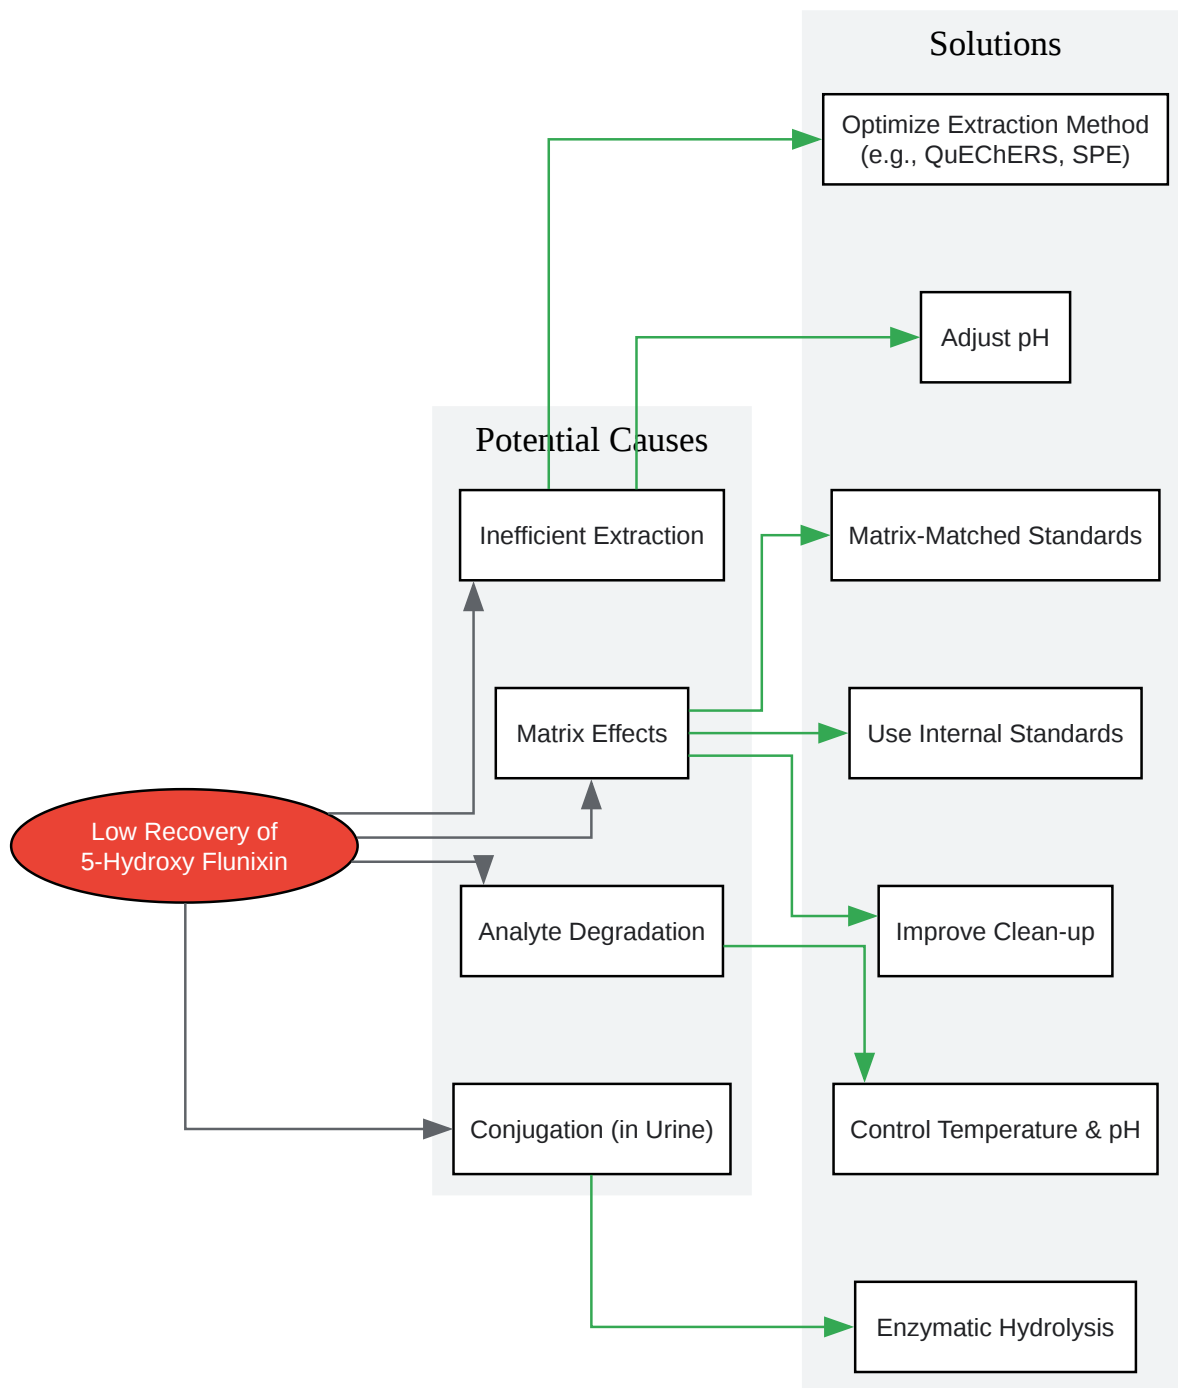 Solutions
Optimize Extraction Method
(e.g., QuEChERS, SPE)
Adjust pH
Potential Causes
Inefficient Extraction
Matrix-Matched Standards
Matrix Effects
Use Internal Standards
Low Recovery of
5-Hydroxy Flunixin
Analyte Degradation
Improve Clean-up
Conjugation (in Urine)
Control Temperature & pH
Enzymatic Hydrolysis